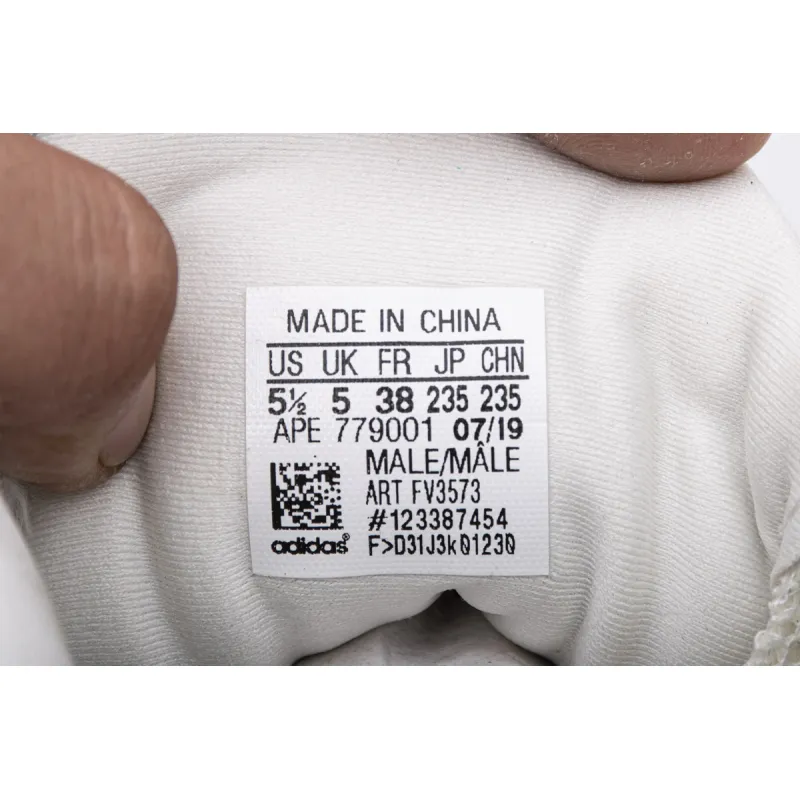 MADE IN CHINA
US UK FR JP CHN
5½ 5 38 235 235
APE 779001 07/19
MALE/MÂLE
ART FV3573
#123387454
adidas® F>D31J3k01230